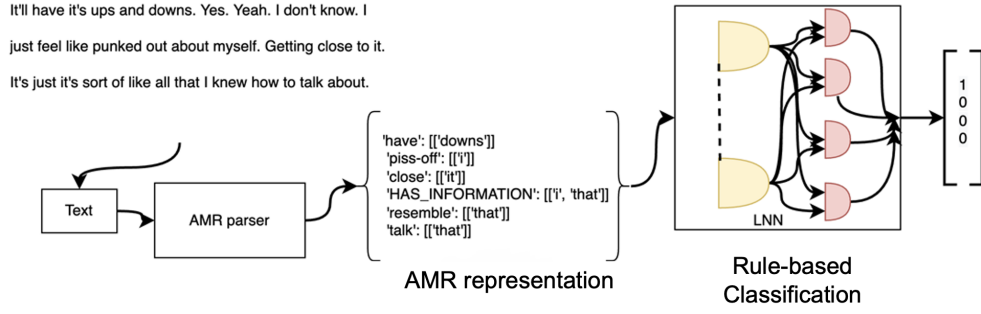 It'll have it's ups and downs. Yes. Yeah. I don't know. I
just feel like punked out about myself. Getting close to it.
It's just it's sort of like all that I knew how to talk about.
Text
AMR parser
'have': [['downs']]
'piss-off': [['i']]
'close': [['it']]
'HAS_INFORMATION': [['i', 'that']]
'resemble': [['that']]
'talk': [['that']]
AMR representation
LNN
Rule-based
Classification
1
0
0
0